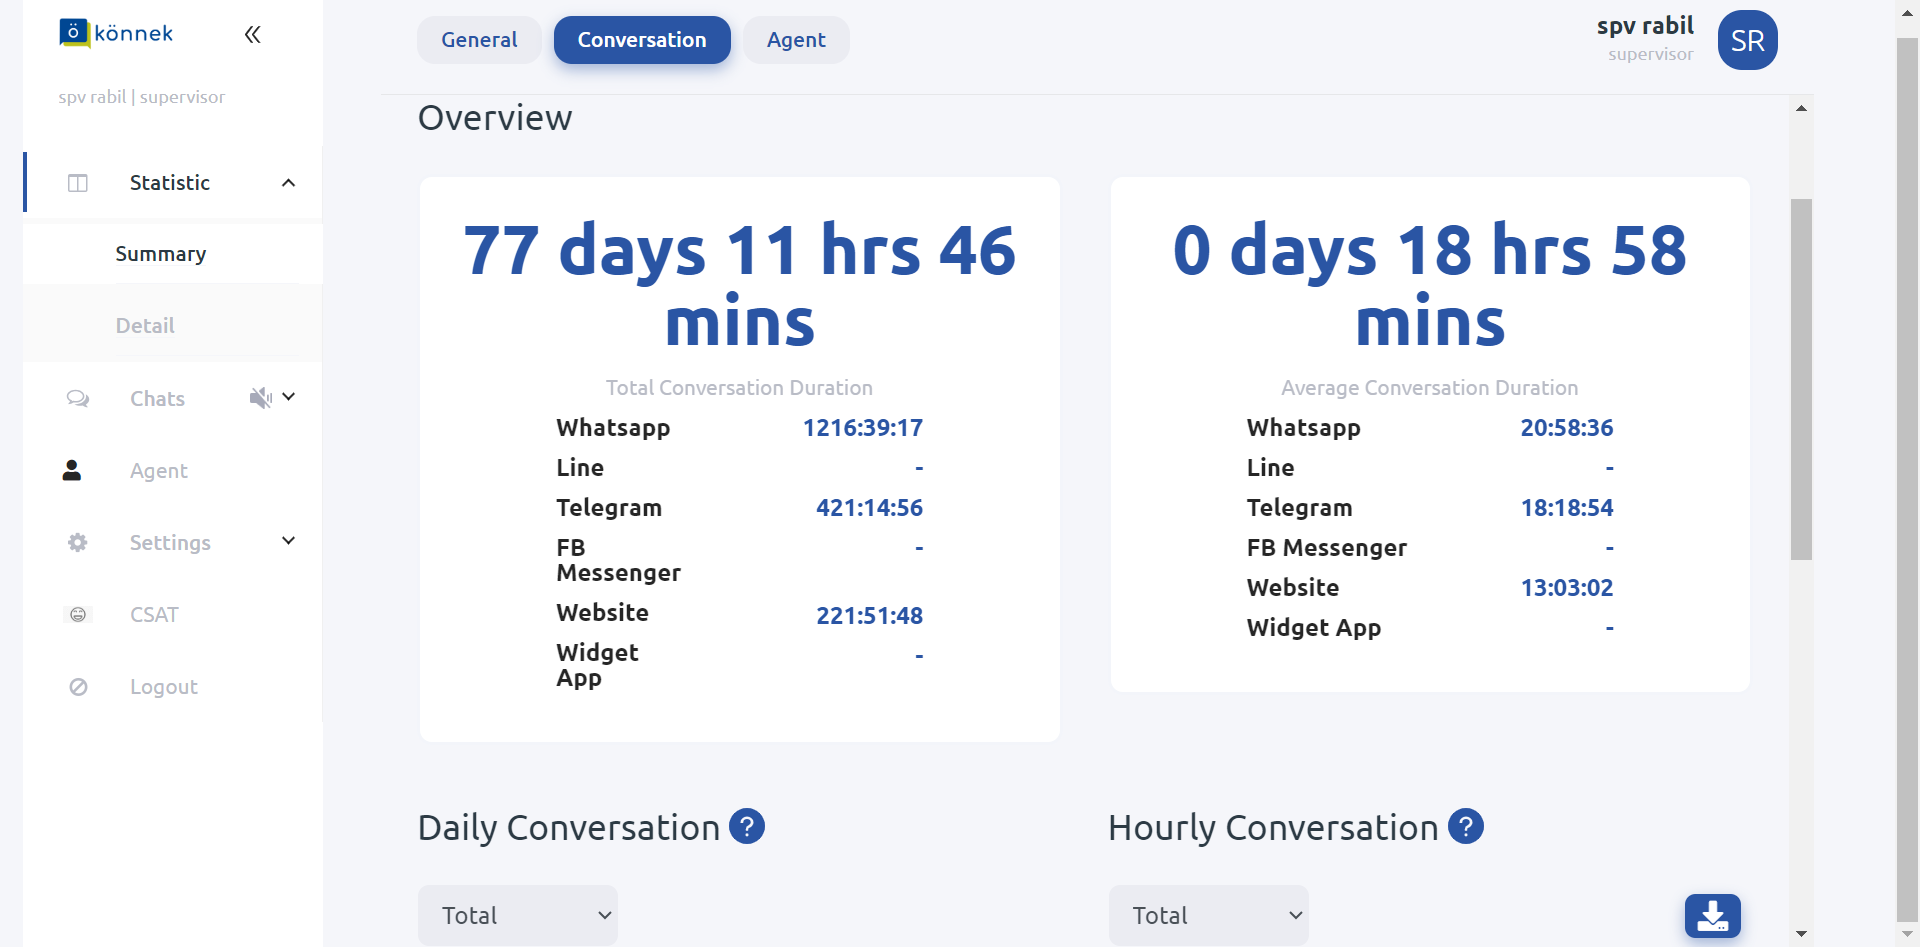 könnek
spv rabil | supervisor
Statistic
Summary
Detail
Chats
Agent
Settings
CSAT
Logout
General
Conversation
Agent
spv rabil
supervisor
SR
Overview
77 days 11 hrs 46
mins
Total Conversation Duration
Whatsapp 1216:39:17
Line -
Telegram 421:14:56
FB
Messenger -
Website 221:51:48
Widget
App -
0 days 18 hrs 58
mins
Average Conversation Duration
Whatsapp 20:58:36
Line -
Telegram 18:18:54
FB Messenger -
Website 13:03:02
Widget App -
Daily Conversation ?
Total
Hourly Conversation ?
Total